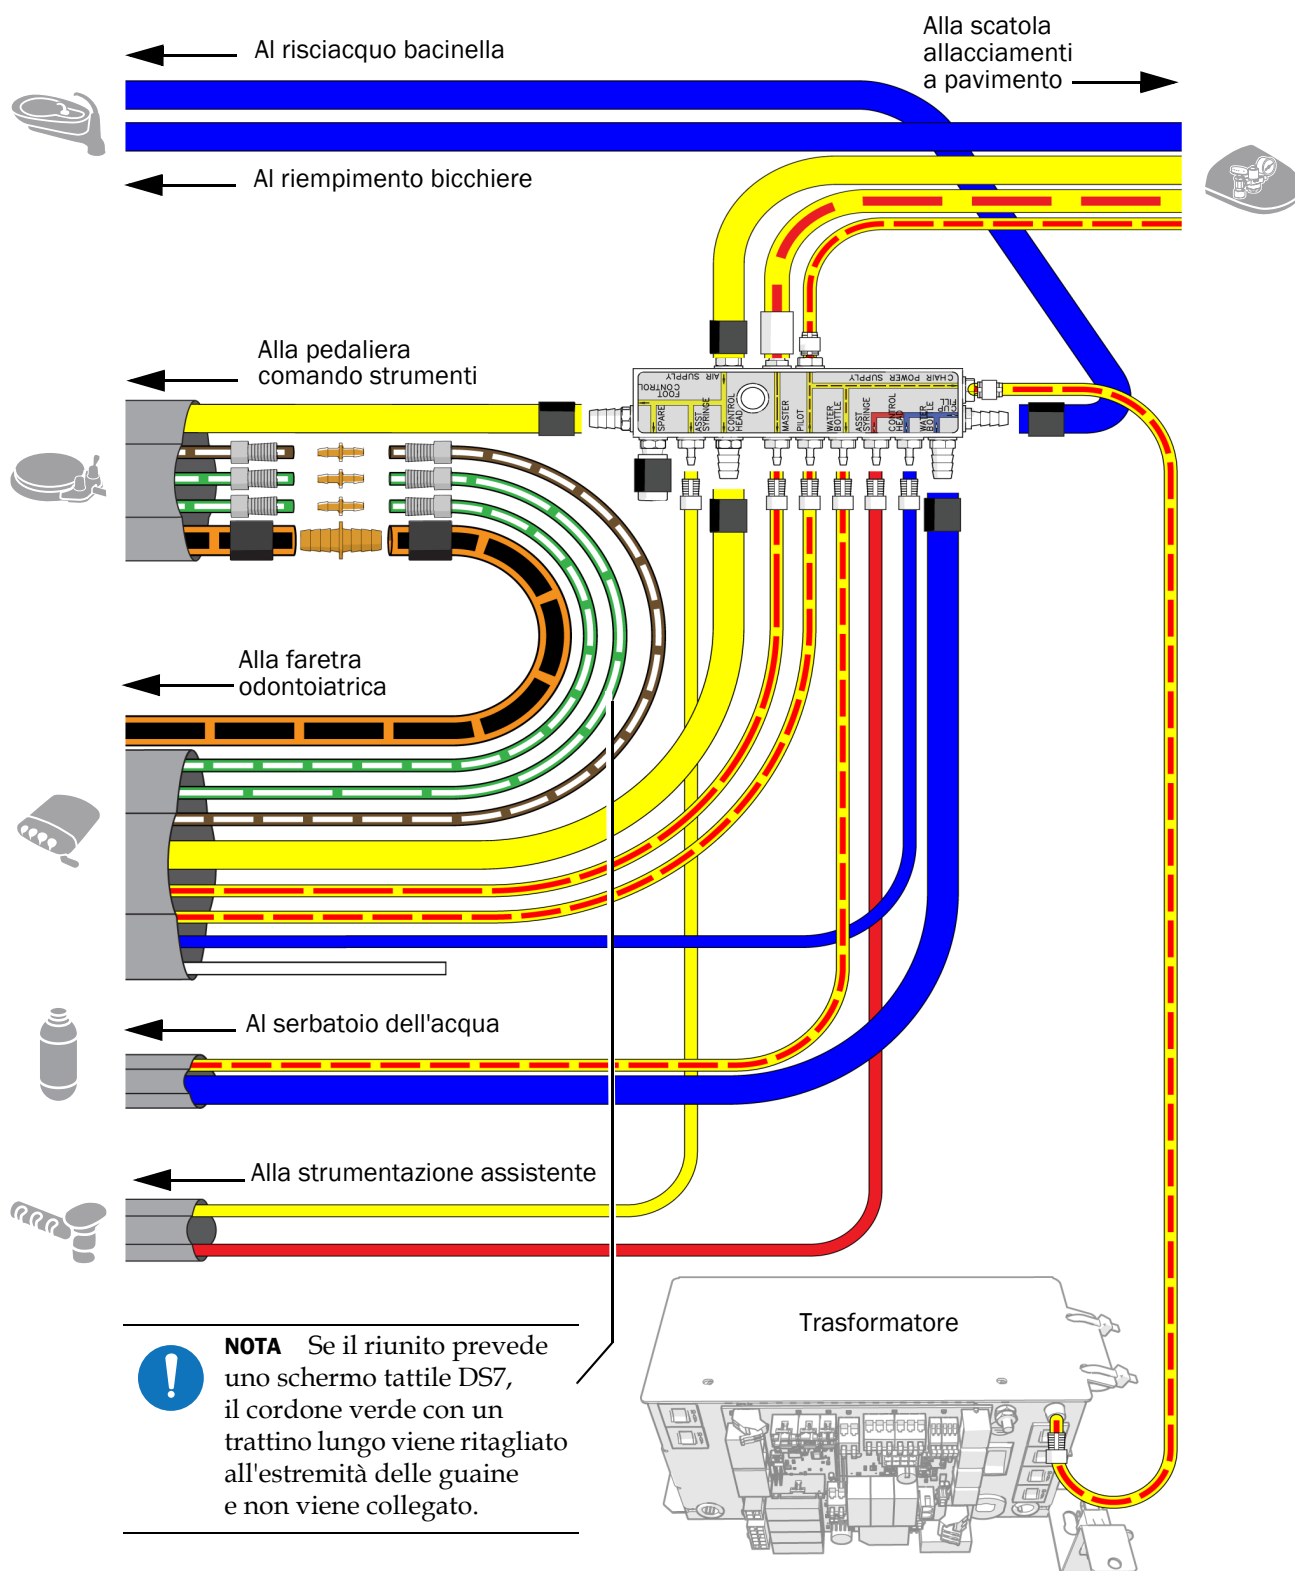 Al risciacquo bacinella
Alla scatola
allacciamenti
a pavimento
Al riempimento bicchiere
Alla pedaliera
comando strumenti
AIR SUPPLY
CHAIR POWER SUPPLY
FOOT
CONTROL
SPARE
ASST
SYRINGE
CONTROL
HEAD
MASTER
PILOT
WATER
BOTTLE
ASST
SYRINGE
CONTROL
HEAD
WATER
BOTTLE
FILL
Alla faretra
odontoiatrica
Al serbatoio dell'acqua
Alla strumentazione assistente
Trasformatore
NOTA Se il riunito prevede
uno schermo tattile DS7,
il cordone verde con un
trattino lungo viene ritagliato
all'estremità delle guaine
e non viene collegato.